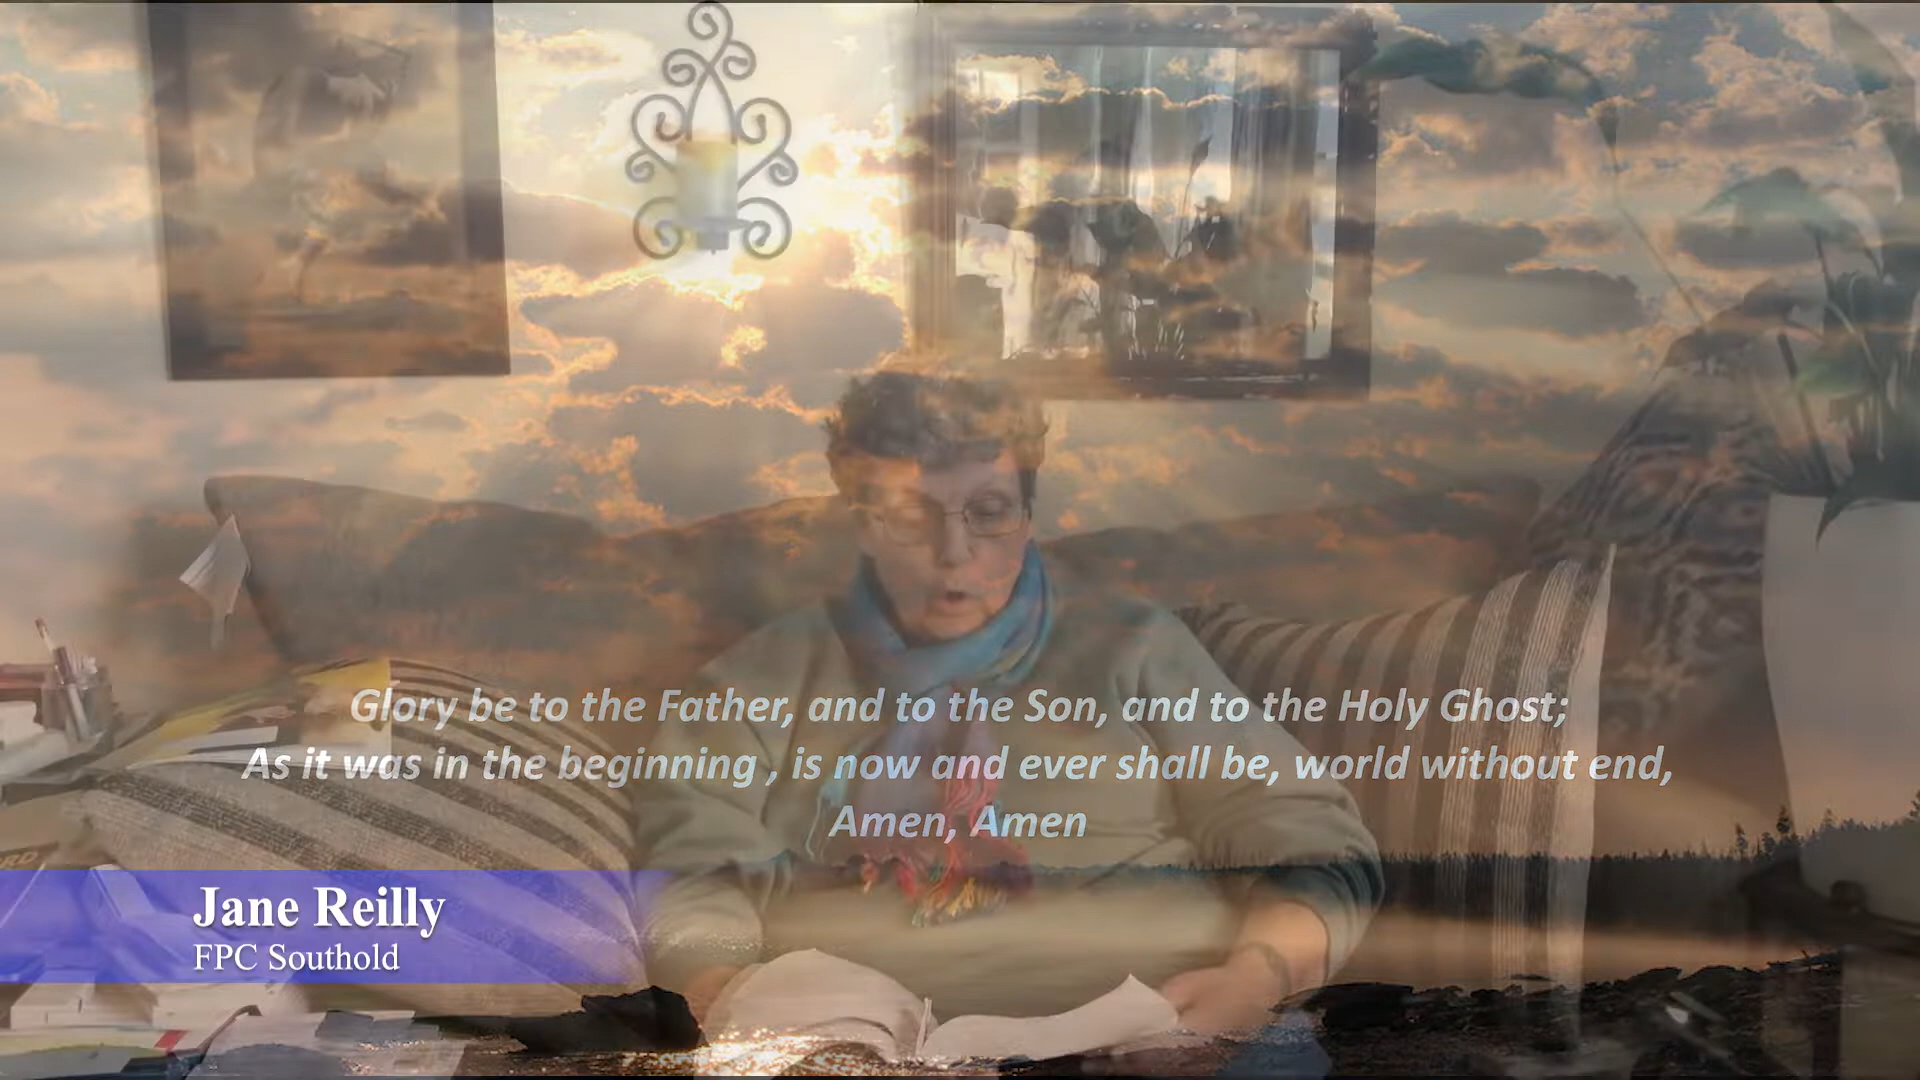 Glory be to the Father, and to the Son, and to the Holy Ghost;
As it was in the beginning , is now and ever shall be, world without end,
Amen, Amen
Jane Reilly
FPC Southold